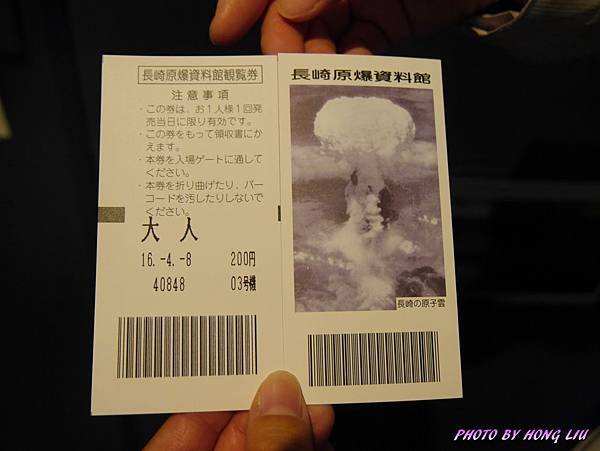 長崎原爆資料館観覧券
注意事項
・この券は、お1人様1回発
売当日に限り有効です。
・この券をもって領収書にか
えます。
・本券を入場ゲートに通して
ください。
・本券を折り曲げたり、バー
コードを汚したりしないで
ください。
大人
16.-4.-8 200円
40848 03号機
長崎原爆資料館
長崎の原子雲
PHOTO BY HONG LIU